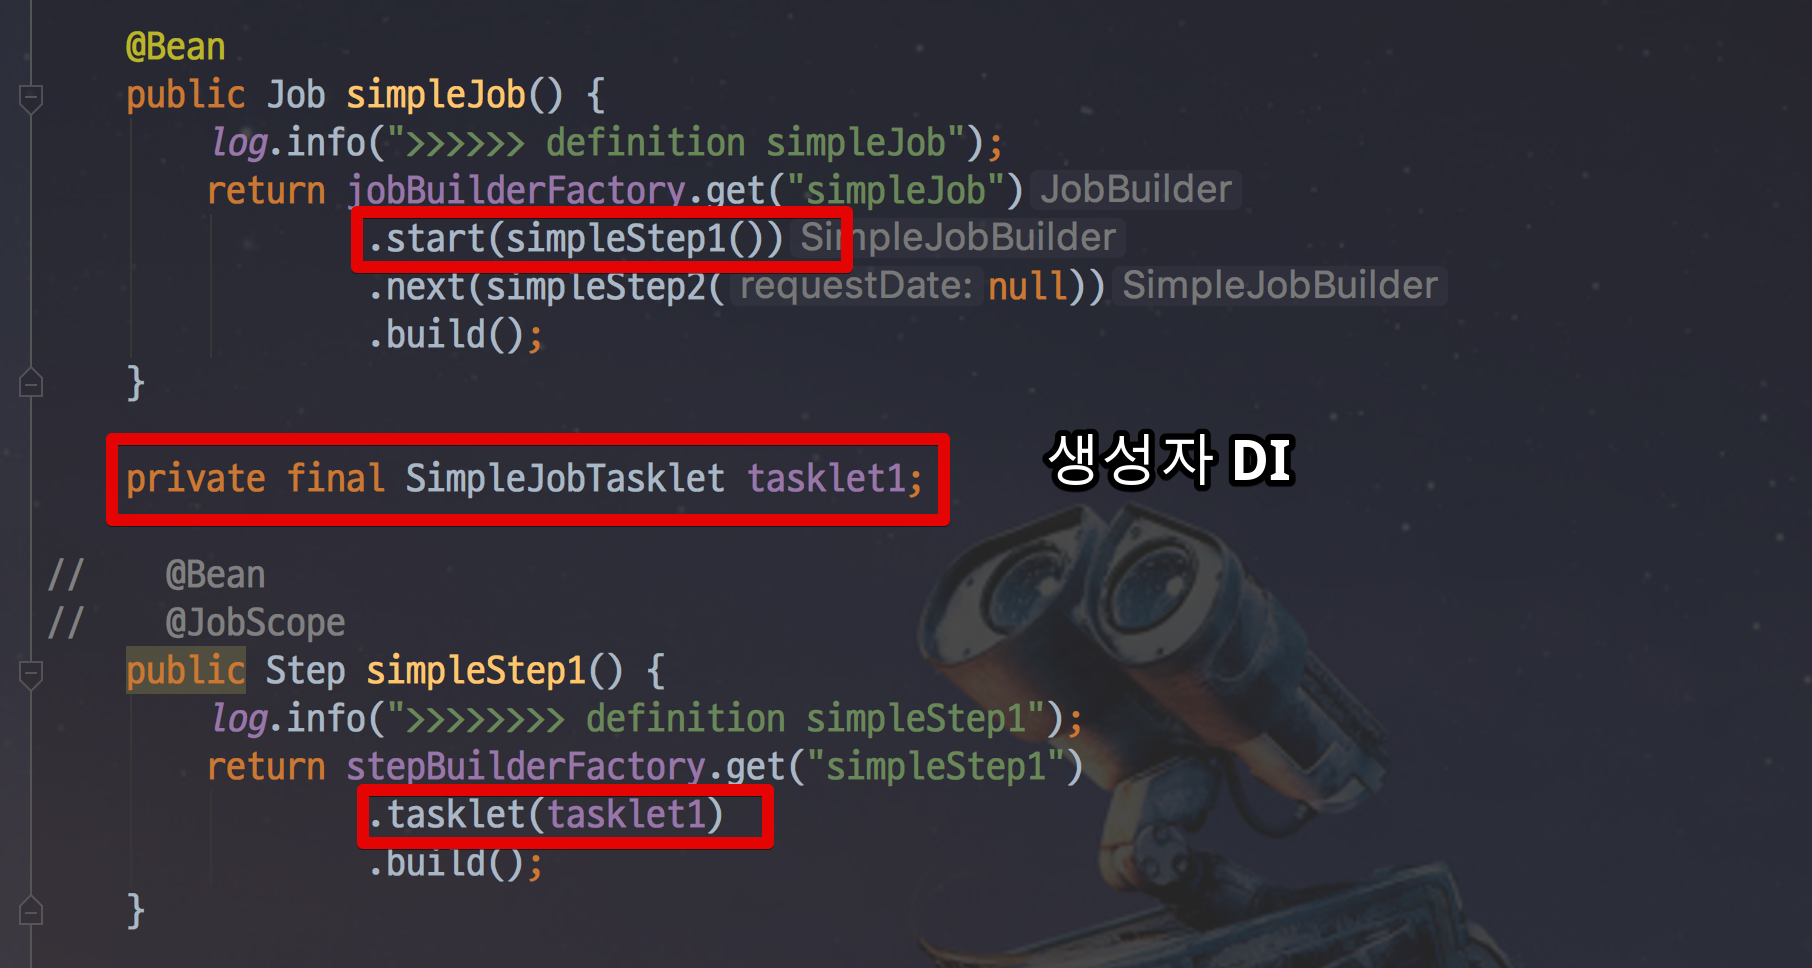 @Bean
public Job simpleJob() {
log.info(">>>>>> definition simpleJob");
return jobBuilderFactory.get("simpleJob") JobBuilder
.start(simpleStep1()) SimpleJobBuilder
.next(simpleStep2( requestDate: null)) SimpleJobBuilder
.build();
}
private final SimpleJobTasklet tasklet1;
생성자 DI
// @Bean
// @JobScope
public Step simpleStep1() {
log.info(">>>>>>>> definition simpleStep1");
return stepBuilderFactory.get("simpleStep1")
.tasklet(tasklet1)
.build();
}